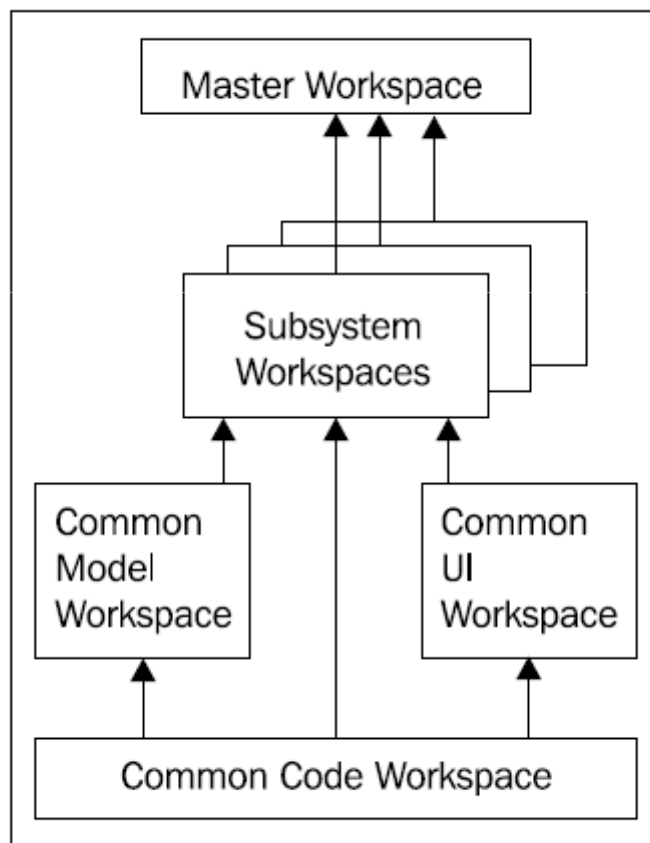 Master Workspace
Subsystem
Workspaces
Common
Model
Workspace
Common
UI
Workspace
Common Code Workspace